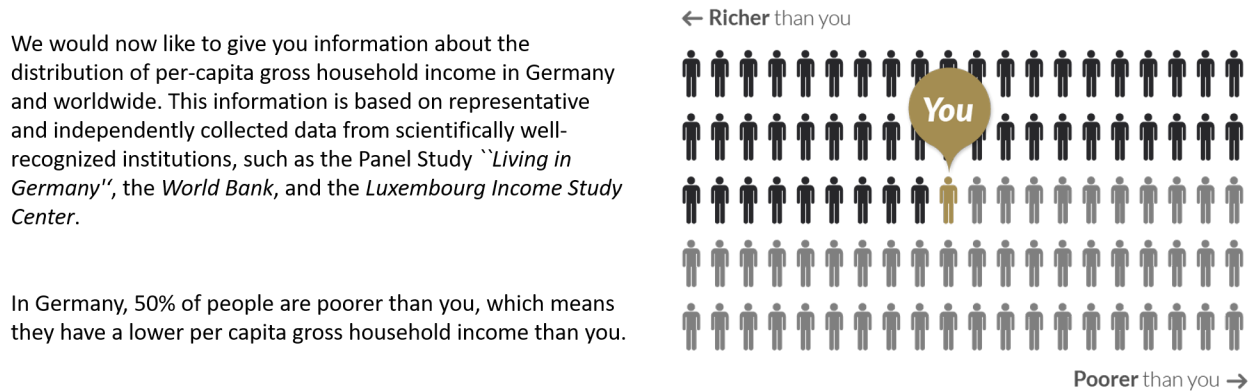 We would now like to give you information about the
distribution of per-capita gross household income in Germany
and worldwide. This information is based on representative
and independently collected data from scientifically well-
recognized institutions, such as the Panel Study ``Living in
Germany'‘, the World Bank, and the Luxembourg Income Study
Center.
In Germany, 50% of people are poorer than you, which means
they have a lower per capita gross household income than you.
← Richer than you
You
Poorer than you →